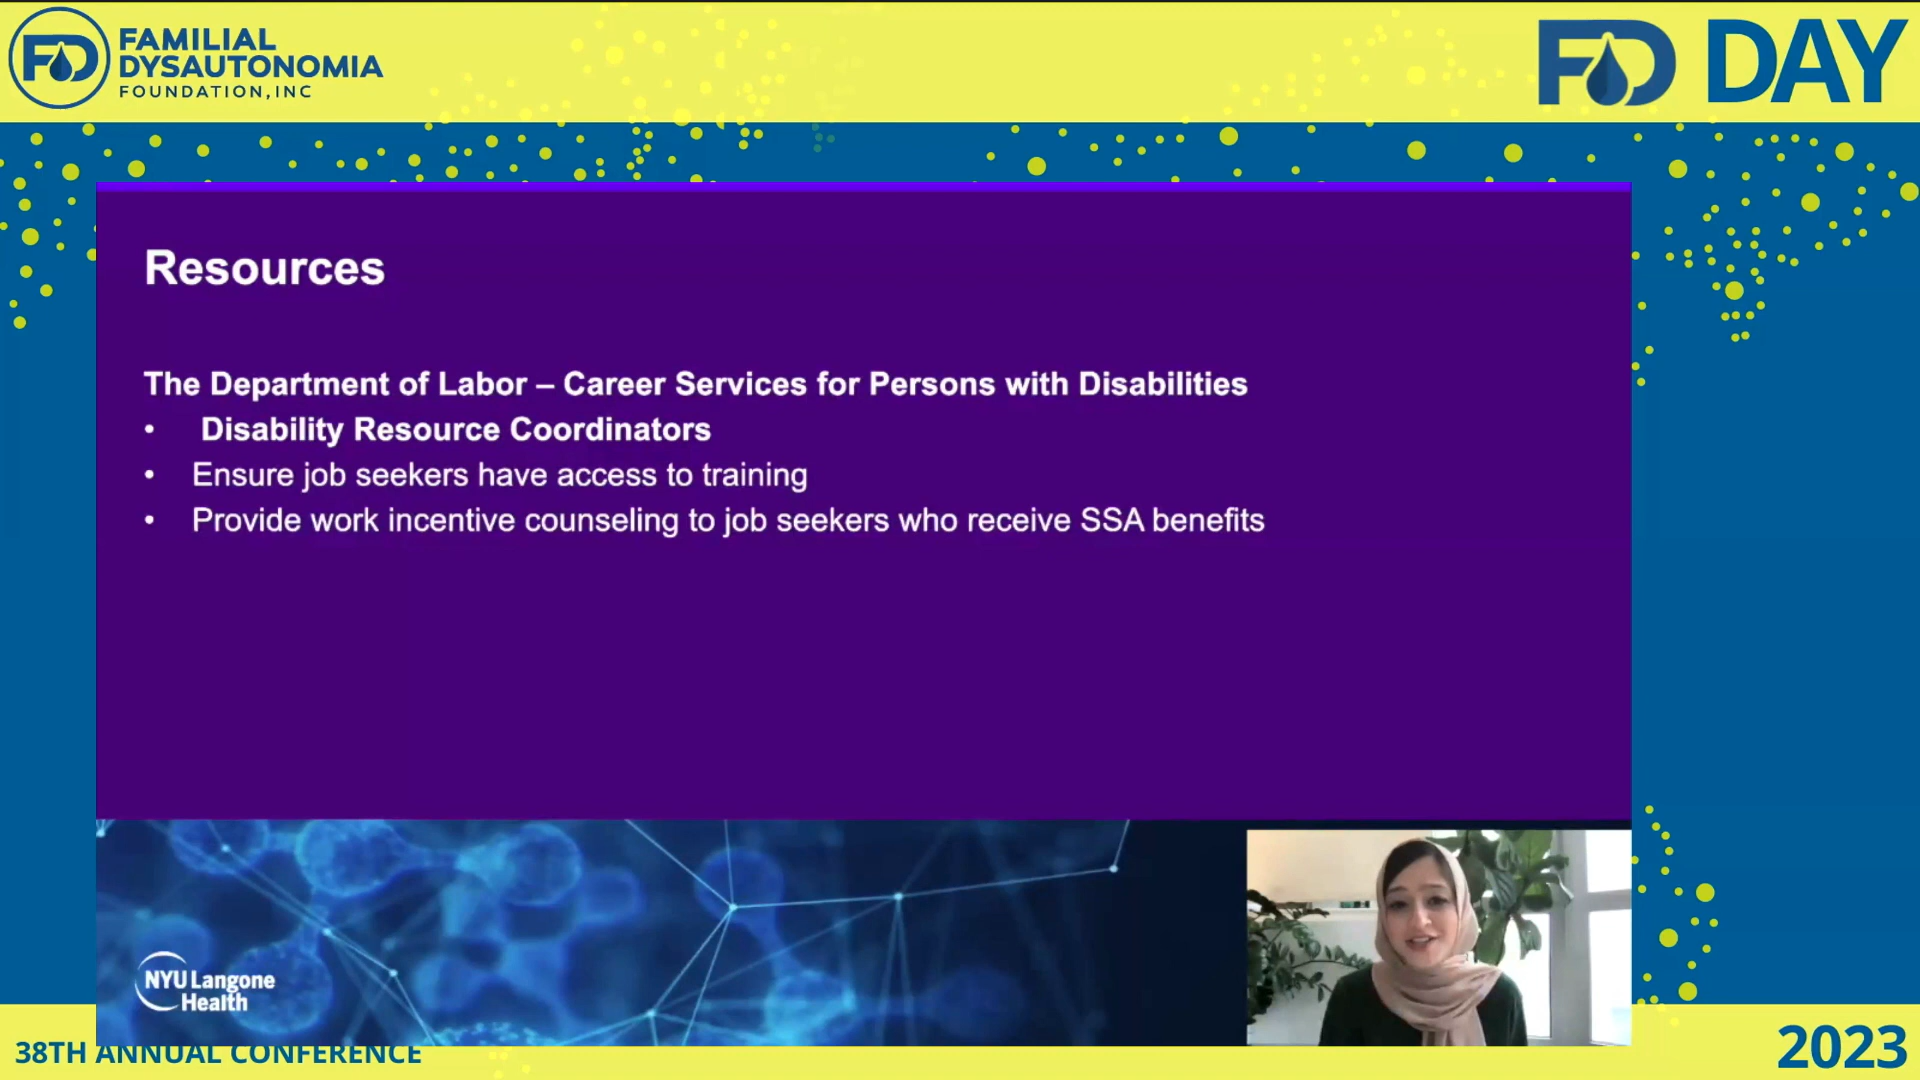 FD
FAMILIAL
DYSAUTONOMIA
FOUNDATION, INC
FD DAY
Resources
The Department of Labor – Career Services for Persons with Disabilities
• Disability Resource Coordinators
• Ensure job seekers have access to training
• Provide work incentive counseling to job seekers who receive SSA benefits
NYU Langone
Health
38TH ANNUAL CONFERENCE
2023